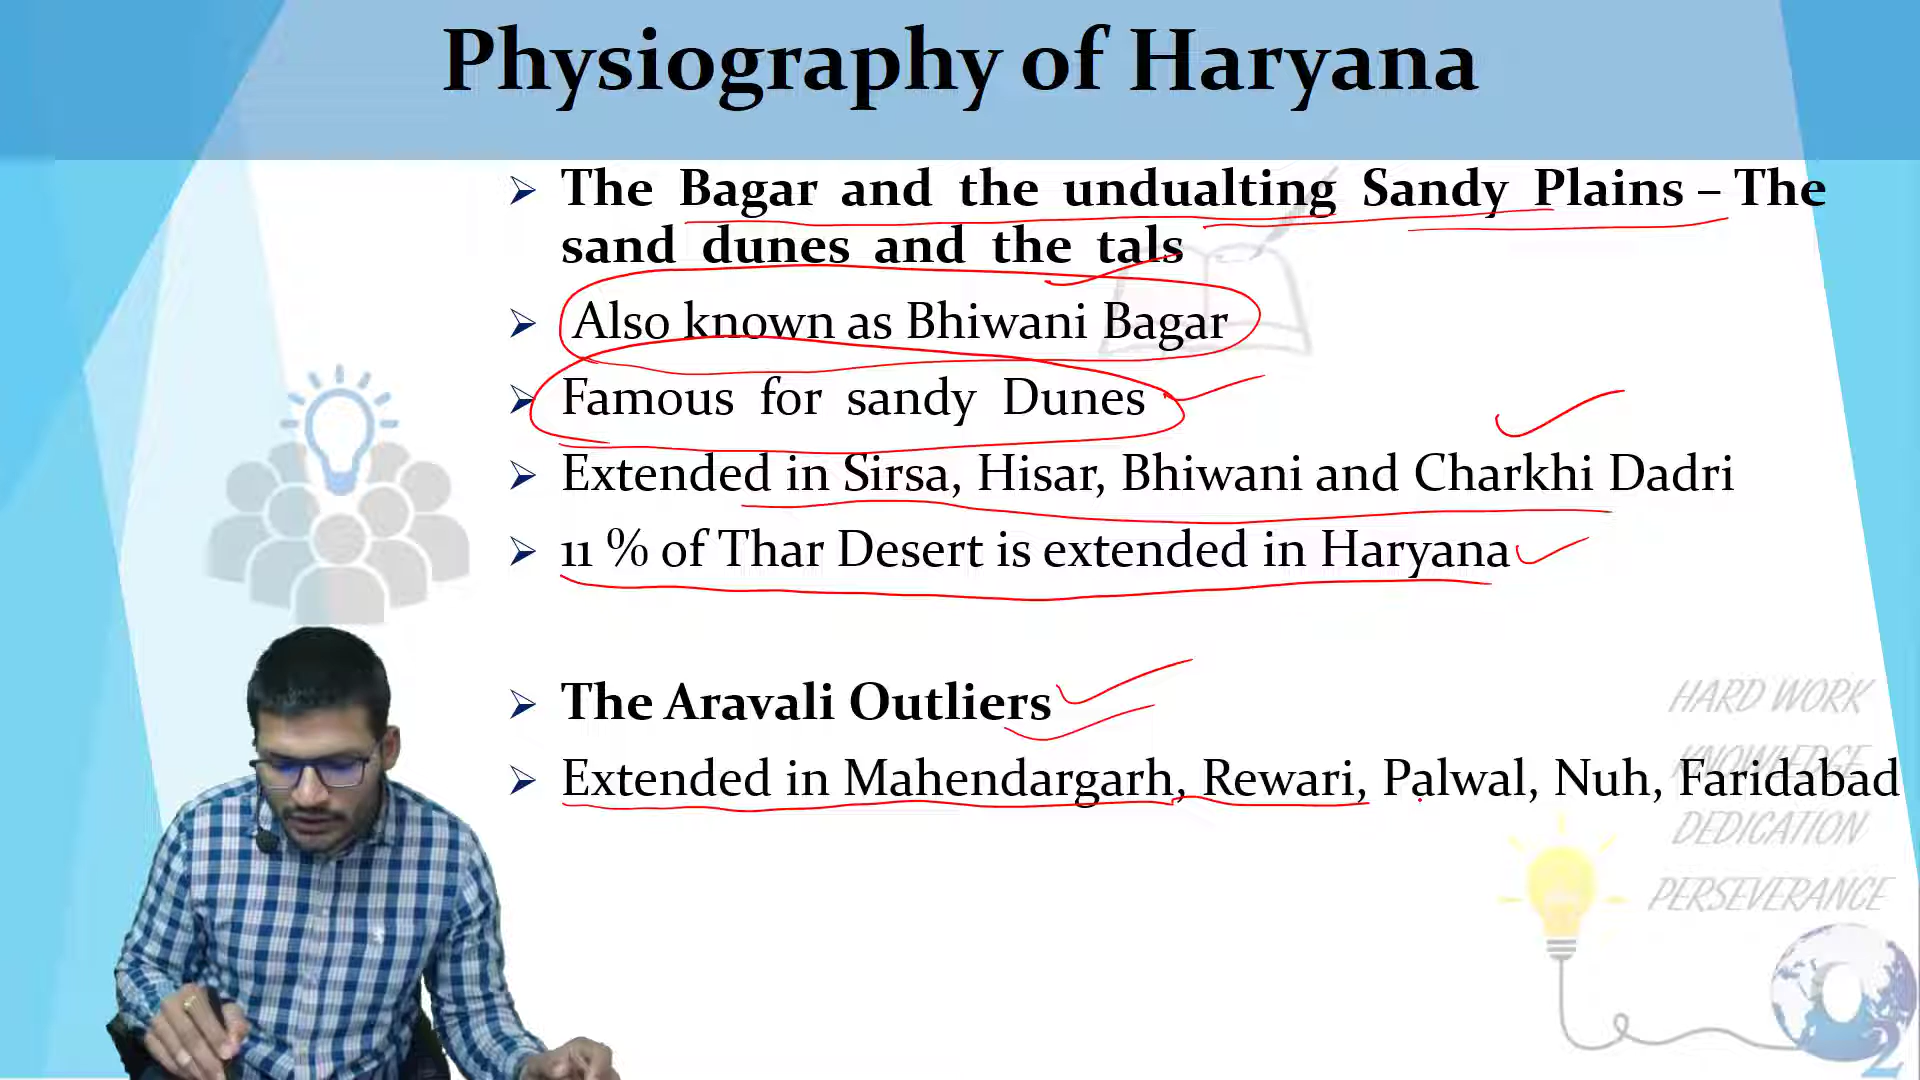 Physiography of Haryana
The Bagar and the undualting Sandy Plains – The
sand dunes and the tals
Also known as Bhiwani Bagar
Famous for sandy Dunes
Extended in Sirsa, Hisar, Bhiwani and Charkhi Dadri
11 % of Thar Desert is extended in Haryana
The Aravali Outliers
Extended in Mahendargarh, Rewari, Palwal, Nuh, Faridabad
HARD WORK
KNOWLEDGE
DEDICATION
PERSEVERANCE
O2